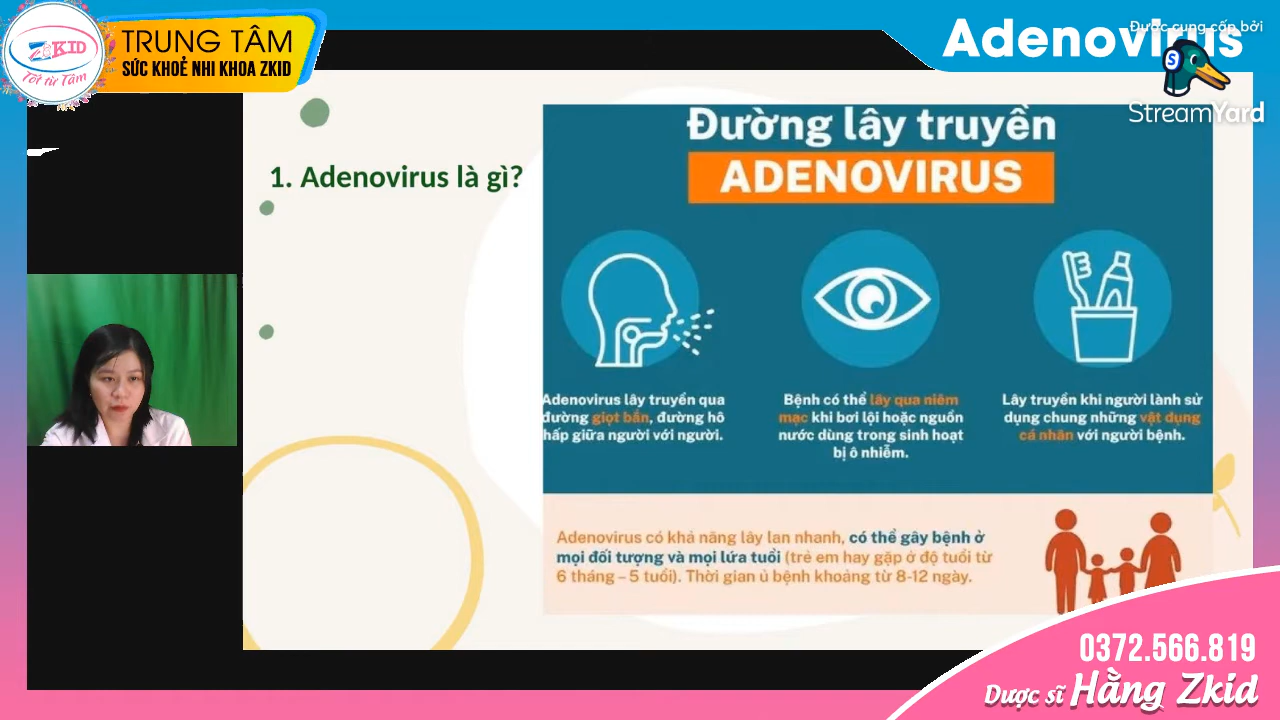 ZKID
Tốt từ Tâm
TRUNG TÂM
SỨC KHOẺ NHI KHOA ZKID
Adenovirus
Được cung cấp bởi
S
StreamYard
1. Adenovirus là gì?
Đường lây truyền
ADENOVIRUS
Adenovirus lây truyền qua
đường giọt bắn, đường hô
hấp giữa người với người.
Bệnh có thể lây qua niêm
mạc khi bơi lội hoặc nguồn
nước dùng trong sinh hoạt
bị ô nhiễm.
Lây truyền khi người lành sử
dụng chung những vật dụng
cá nhân với người bệnh.
Adenovirus có khả năng lây lan nhanh, có thể gây bệnh ở
mọi đối tượng và mọi lứa tuổi (trẻ em hay gặp ở độ tuổi từ
6 tháng – 5 tuổi). Thời gian ủ bệnh khoảng từ 8-12 ngày.
0372.566.819
Dược sĩ Hằng Zkid